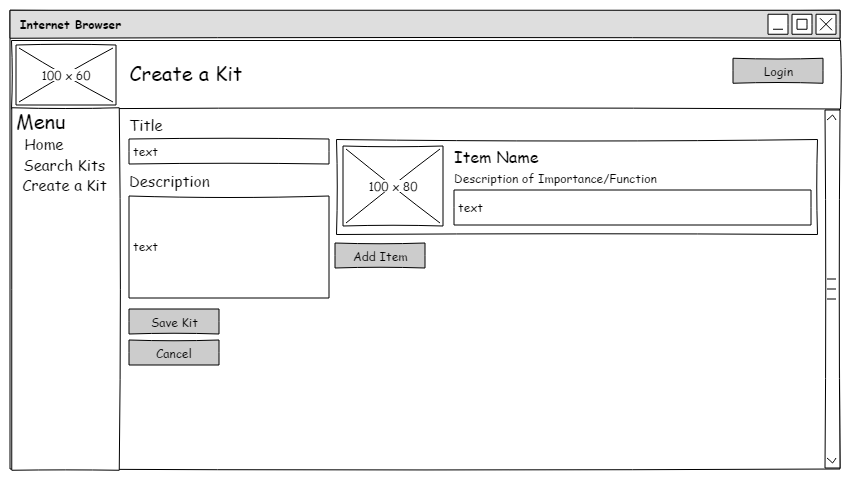 Internet Browser
100 x 60
Create a Kit
Login
Menu
Home
Search Kits
Create a Kit
Title
text
Description
text
Save Kit
Cancel
100 x 80
Item Name
Description of Importance/Function
text
Add Item